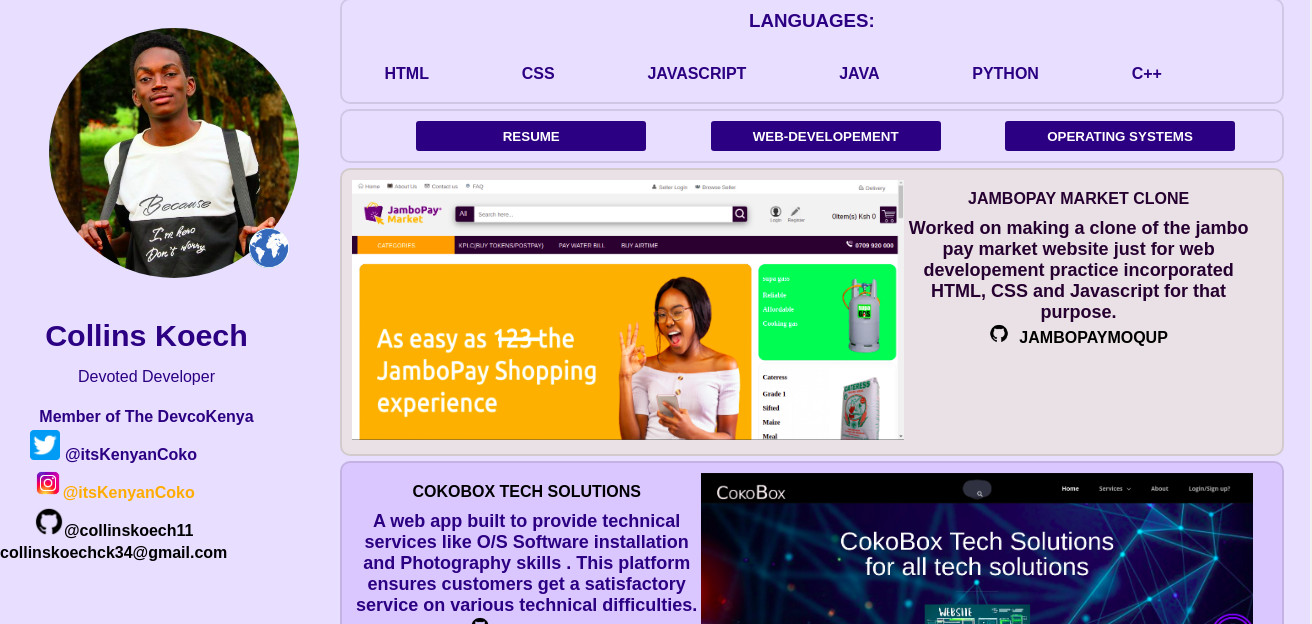 Because
I'm hero
Don't worry
Collins Koech
Devoted Developer
Member of The DevcoKenya
@itsKenyanCoko
@itsKenyanCoko
@collinskoech11
collinskoechck34@gmail.com
LANGUAGES:
HTML CSS JAVASCRIPT JAVA PYTHON C++
RESUME WEB-DEVELOPEMENT OPERATING SYSTEMS
Home About Us Contact us FAQ Seller Login Browse Seller Delivery
JamboPay
Market
All Search here... Login Register 0Item(s) Ksh 0
CATEGORIES KPLC(BUY TOKENS/POSTPAY) PAY WATER BILL BUY AIRTIME 0709 920 000
As easy as 123 the
JamboPay Shopping
experience
supa gass
Reliable
Affordable
Cooking gas
Cateress
Grade 1
Sifted
Maize
Meal
CATERESS
JAMBOPAY MARKET CLONE
Worked on making a clone of the jambo
pay market website just for web
developement practice incorporated
HTML, CSS and Javascript for that
purpose.
JAMBOPAYMOQUP
COKOBOX TECH SOLUTIONS
A web app built to provide technical
services like O/S Software installation
and Photography skills . This platform
ensures customers get a satisfactory
service on various technical difficulties.
COKOBOX Home Services About Login/Sign up?
CokoBox Tech Solutions
for all tech solutions
WEBSITE